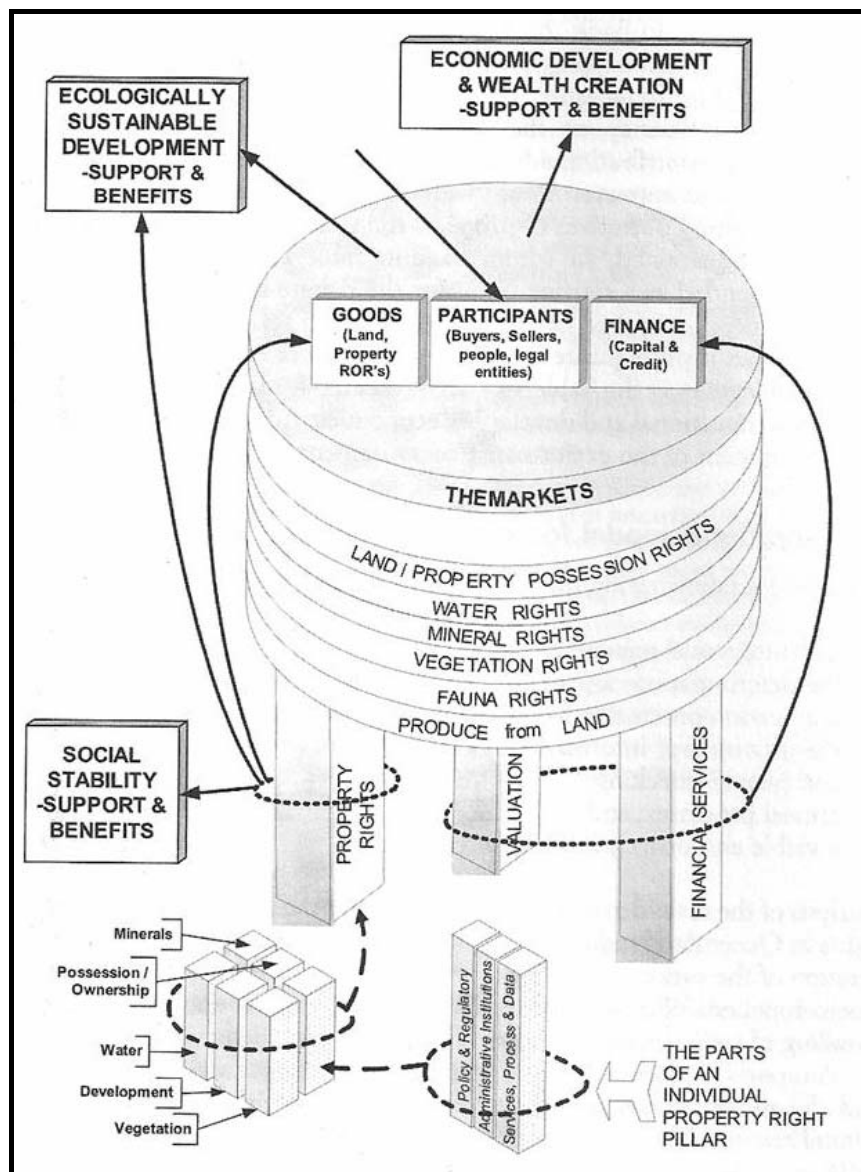 ECONOMIC DEVELOPMENT
& WEALTH CREATION
-SUPPORT & BENEFITS
ECOLOGICALLY
SUSTAINABLE
DEVELOPMENT
-SUPPORT &
BENEFITS
GOODS
(Land,
Property
ROR's)
PARTICIPANTS
(Buyers, Sellers,
people, legal
entities)
FINANCE
(Capital &
Credit)
THEMARKETS
LAND / PROPERTY POSSESSION RIGHTS
WATER RIGHTS
MINERAL RIGHTS
VEGETATION RIGHTS
FAUNA RIGHTS
PRODUCE from LAND
SOCIAL
STABILITY
-SUPPORT &
BENEFITS
PROPERTY
RIGHTS
VALUATION
FINANCIAL SERVICES
Minerals
Possession /
Ownership
Water
Development
Vegetation
Policy & Regulatory
Administrative Institutions
Services, Process & Data
THE PARTS
OF AN
INDIVIDUAL
PROPERTY RIGHT
PILLAR